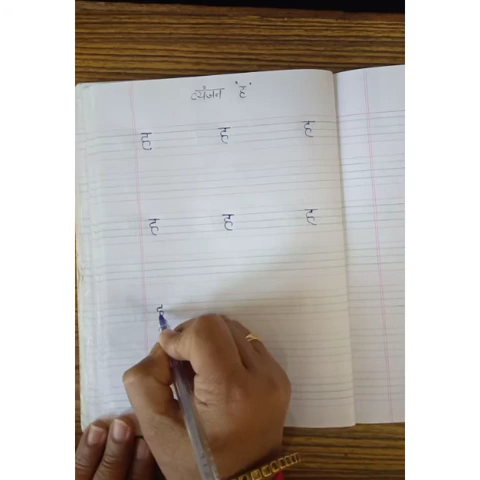 व्यंजन 'ह'
ह ह ह
ह ह ह